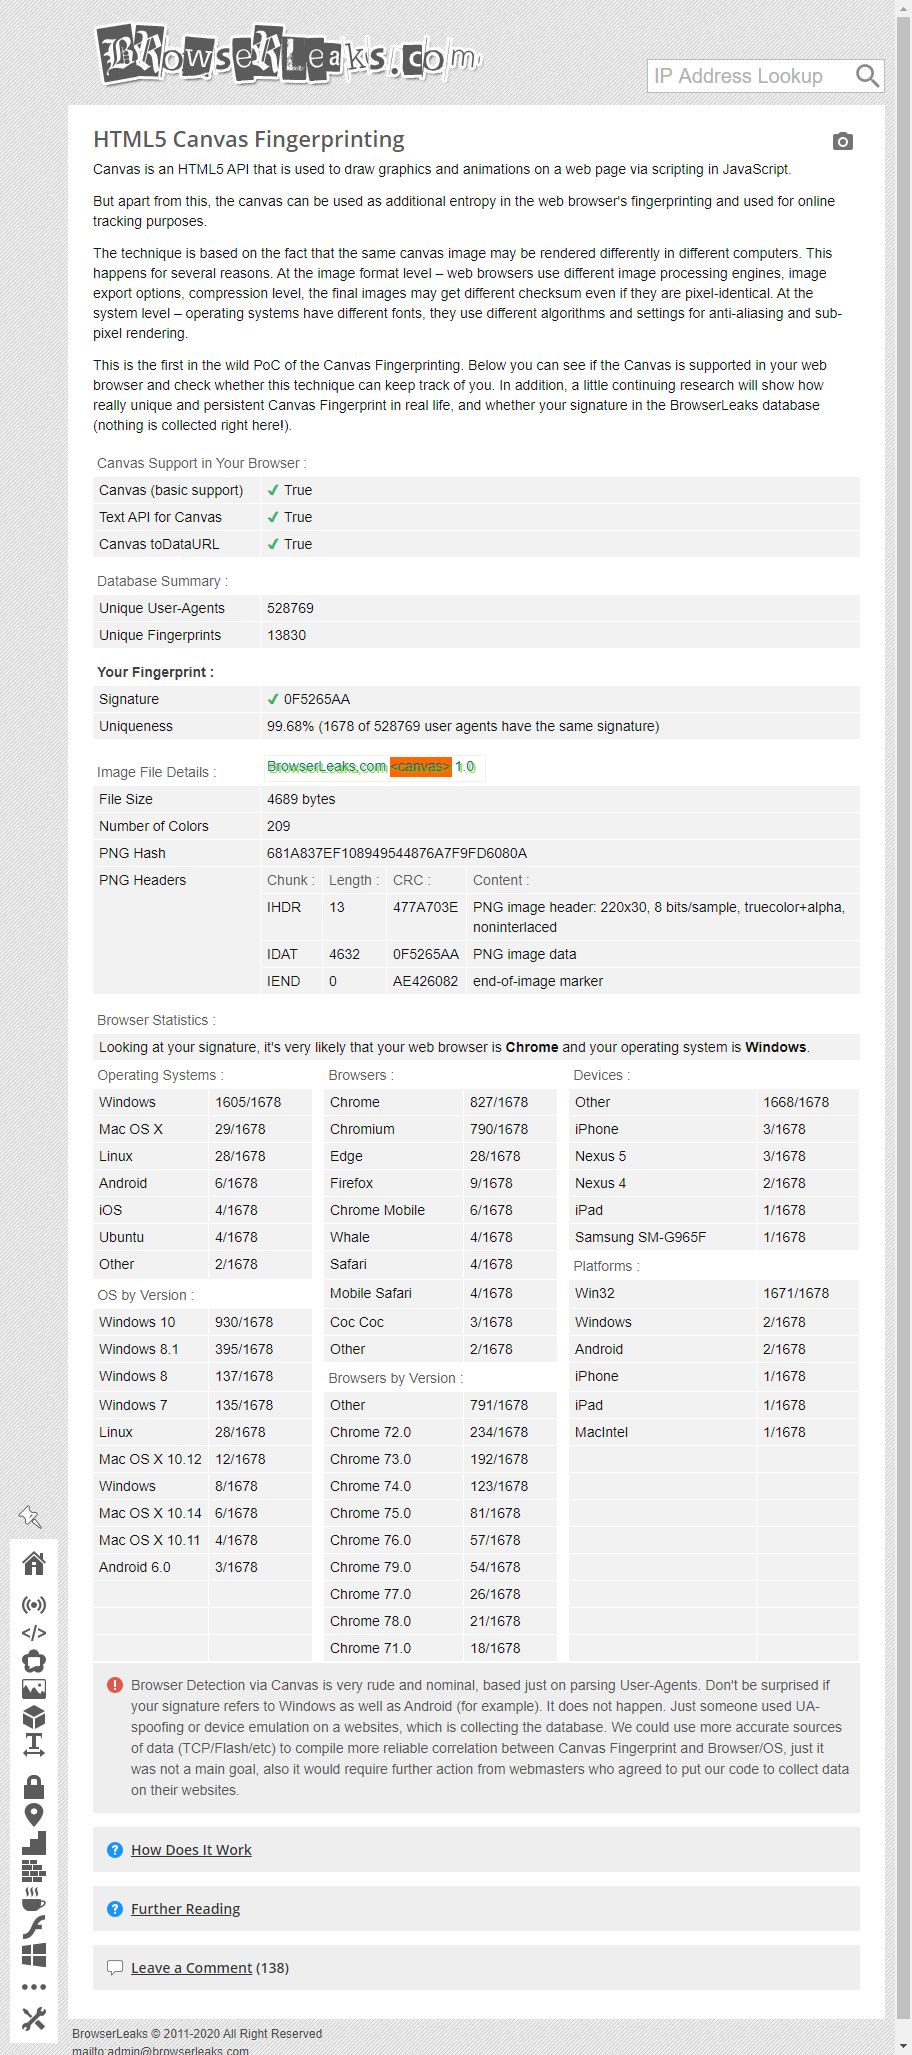 BrowserLeaks.com
IP Address Lookup
HTML5 Canvas Fingerprinting
Canvas is an HTML5 API that is used to draw graphics and animations on a web page via scripting in JavaScript.
But apart from this, the canvas can be used as additional entropy in the web browser's fingerprinting and used for online
tracking purposes.
The technique is based on the fact that the same canvas image may be rendered differently in different computers. This
happens for several reasons. At the image format level – web browsers use different image processing engines, image
export options, compression level, the final images may get different checksum even if they are pixel-identical. At the
system level – operating systems have different fonts, they use different algorithms and settings for anti-aliasing and sub-
pixel rendering.
This is the first in the wild PoC of the Canvas Fingerprinting. Below you can see if the Canvas is supported in your web
browser and check whether this technique can keep track of you. In addition, a little continuing research will show how
really unique and persistent Canvas Fingerprint in real life, and whether your signature in the BrowserLeaks database
(nothing is collected right here!).
Canvas Support in Your Browser :
Canvas (basic support) ✔ True
Text API for Canvas ✔ True
Canvas toDataURL ✔ True
Database Summary :
Unique User-Agents 528769
Unique Fingerprints 13830
Your Fingerprint :
Signature ✔ 0F5265AA
Uniqueness 99.68% (1678 of 528769 user agents have the same signature)
Image File Details : BrowserLeaks,com <canvas> 1.0
File Size 4689 bytes
Number of Colors 209
PNG Hash 681A837EF108949544876A7F9FD6080A
PNG Headers Chunk : Length : CRC : Content :
IHDR 13 477A703E PNG image header: 220x30, 8 bits/sample, truecolor+alpha,
noninterlaced
IDAT 4632 0F5265AA PNG image data
IEND 0 AE426082 end-of-image marker
Browser Statistics :
Looking at your signature, it's very likely that your web browser is Chrome and your operating system is Windows.
Operating Systems :
Windows 1605/1678
Mac OS X 29/1678
Linux 28/1678
Android 6/1678
iOS 4/1678
Ubuntu 4/1678
Other 2/1678
OS by Version :
Windows 10 930/1678
Windows 8.1 395/1678
Windows 8 137/1678
Windows 7 135/1678
Linux 28/1678
Mac OS X 10.12 12/1678
Windows 8/1678
Mac OS X 10.14 6/1678
Mac OS X 10.11 4/1678
Android 6.0 3/1678
Browsers :
Chrome 827/1678
Chromium 790/1678
Edge 28/1678
Firefox 9/1678
Chrome Mobile 6/1678
Whale 4/1678
Safari 4/1678
Mobile Safari 4/1678
Coc Coc 3/1678
Other 2/1678
Browsers by Version :
Other 791/1678
Chrome 72.0 234/1678
Chrome 73.0 192/1678
Chrome 74.0 123/1678
Chrome 75.0 81/1678
Chrome 76.0 57/1678
Chrome 79.0 54/1678
Chrome 77.0 26/1678
Chrome 78.0 21/1678
Chrome 71.0 18/1678
Devices :
Other 1668/1678
iPhone 3/1678
Nexus 5 3/1678
Nexus 4 2/1678
iPad 1/1678
Samsung SM-G965F 1/1678
Platforms :
Win32 1671/1678
Windows 2/1678
Android 2/1678
iPhone 1/1678
iPad 1/1678
MacIntel 1/1678
Browser Detection via Canvas is very rude and nominal, based just on parsing User-Agents. Don't be surprised if
your signature refers to Windows as well as Android (for example). It does not happen. Just someone used UA-
spoofing or device emulation on a websites, which is collecting the database. We could use more accurate sources
of data (TCP/Flash/etc) to compile more reliable correlation between Canvas Fingerprint and Browser/OS, just it
was not a main goal, also it would require further action from webmasters who agreed to put our code to collect data
on their websites.
How Does It Work
Further Reading
Leave a Comment (138)
BrowserLeaks © 2011-2020 All Right Reserved
mailto:admin@browserleaks.com